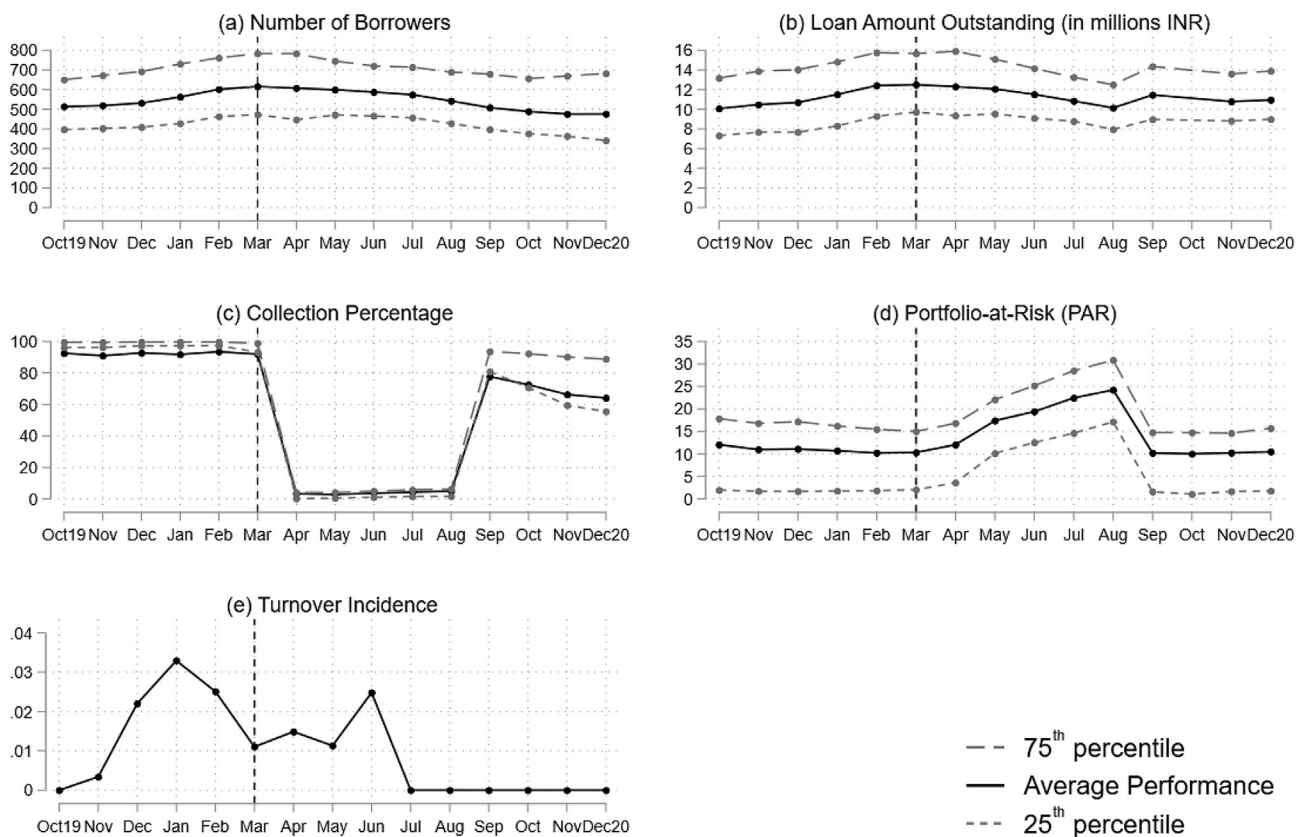 (a) Number of Borrowers
800
700
600
500
400
300
200
100
0
Oct19 Nov Dec Jan Feb Mar Apr May Jun Jul Aug Sep Oct NovDec20
(b) Loan Amount Outstanding (in millions INR)
16
14
12
10
8
6
4
2
0
Oct19 Nov Dec Jan Feb Mar Apr May Jun Jul Aug Sep Oct NovDec20
(c) Collection Percentage
100
80
60
40
20
0
Oct19 Nov Dec Jan Feb Mar Apr May Jun Jul Aug Sep Oct NovDec20
(d) Portfolio-at-Risk (PAR)
35
30
25
20
15
10
5
0
Oct19 Nov Dec Jan Feb Mar Apr May Jun Jul Aug Sep Oct NovDec20
(e) Turnover Incidence
.04
.03
.02
.01
0
Oct19 Nov Dec Jan Feb Mar Apr May Jun Jul Aug Sep Oct NovDec20
75th percentile
Average Performance
25th percentile